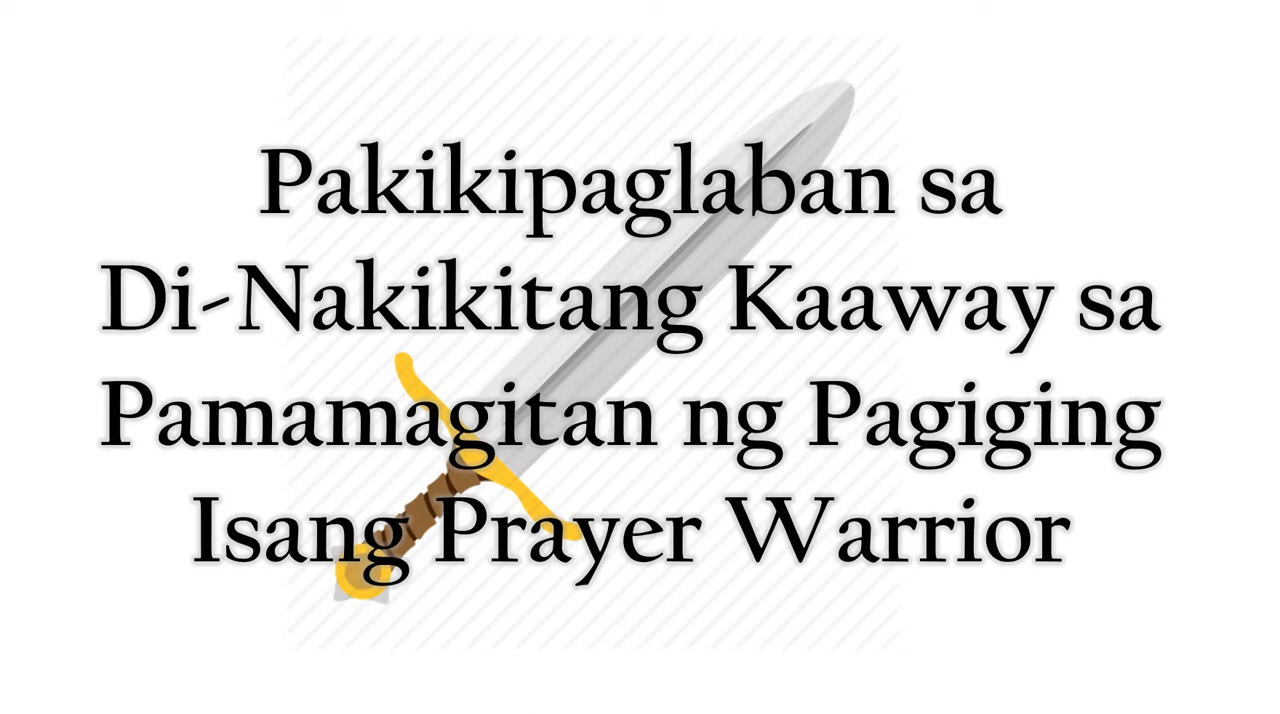 Pakikipaglaban sa
Di-Nakikitang Kaaway sa
Pamamagitan ng Pagiging
Isang Prayer Warrior